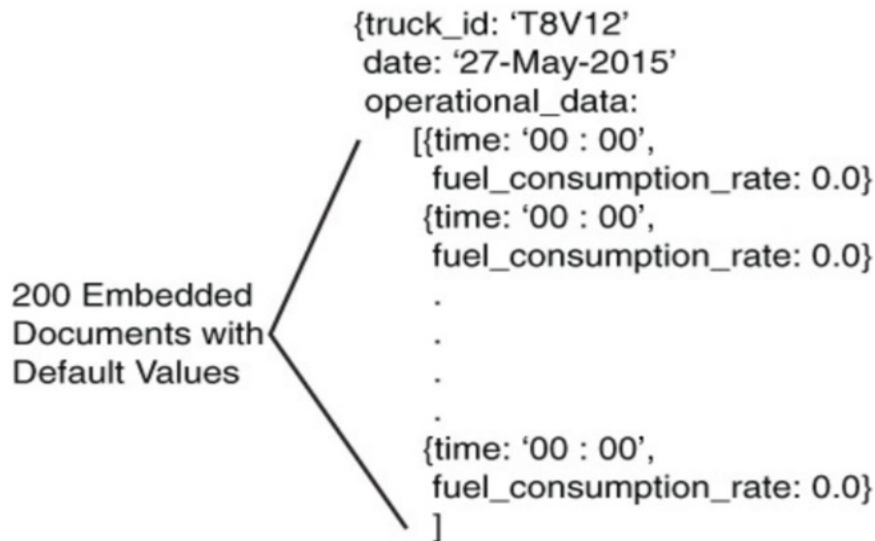 {truck_id: ‘T8V12’
date: ‘27-May-2015’
operational_data:
[{time: ‘00 : 00’,
fuel_consumption_rate: 0.0}
{time: ‘00 : 00’,
fuel_consumption_rate: 0.0}
200 Embedded
Documents with
Default Values
.
.
.
.
{time: ‘00 : 00’,
fuel_consumption_rate: 0.0}
]